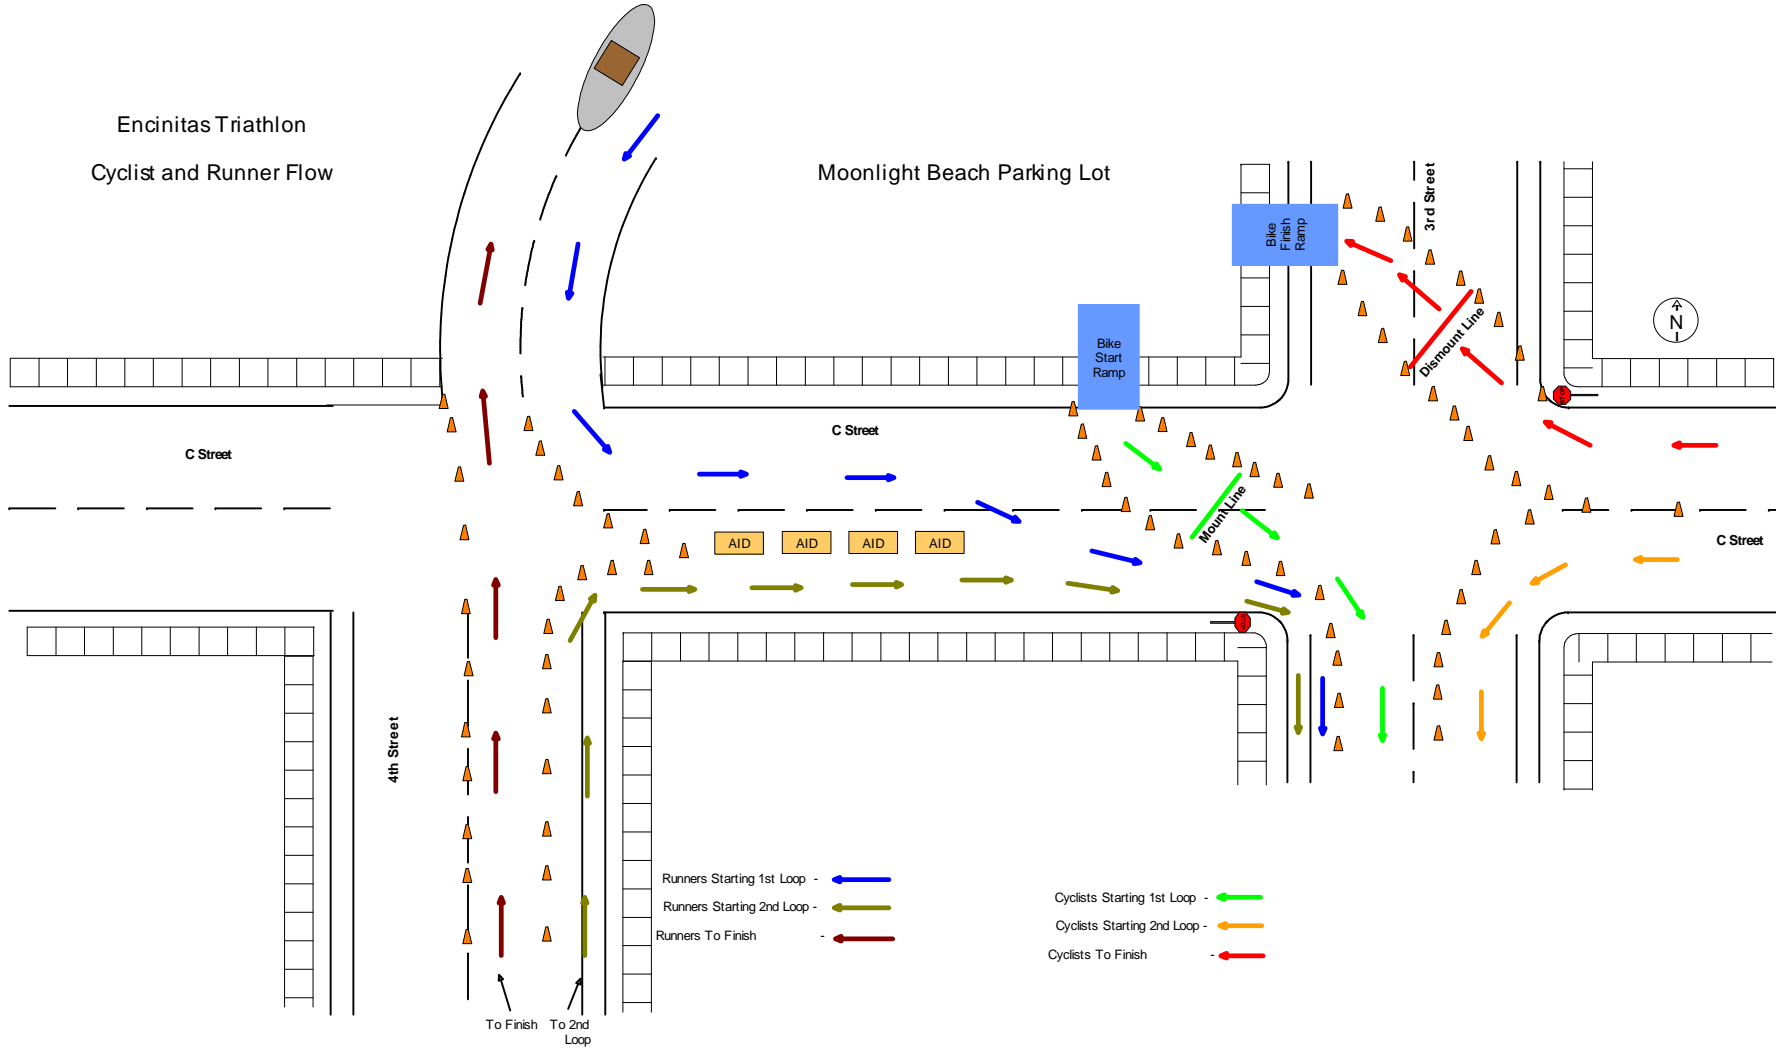 Encinitas Triathlon
Cyclist and Runner Flow
Moonlight Beach Parking Lot
3rd Street
Bike
Finish
Ramp
Dismount Line
N
Bike
Start
Ramp
STOP
C Street
C Street
Mount Line
AID
AID
AID
AID
C Street
STOP
4th Street
Runners Starting 1st Loop -
Runners Starting 2nd Loop -
Runners To Finish -
Cyclists Starting 1st Loop -
Cyclists Starting 2nd Loop -
Cyclists To Finish -
To Finish
To 2nd
Loop